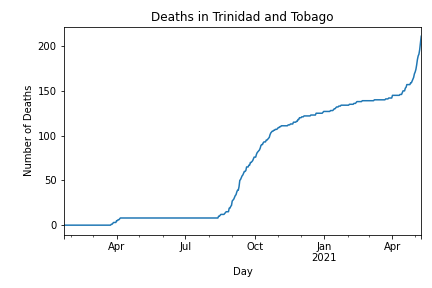 Deaths in Trinidad and Tobago
Number of Deaths
200
150
100
50
0
Apr
Jul
Oct
Jan
2021
Apr
Day